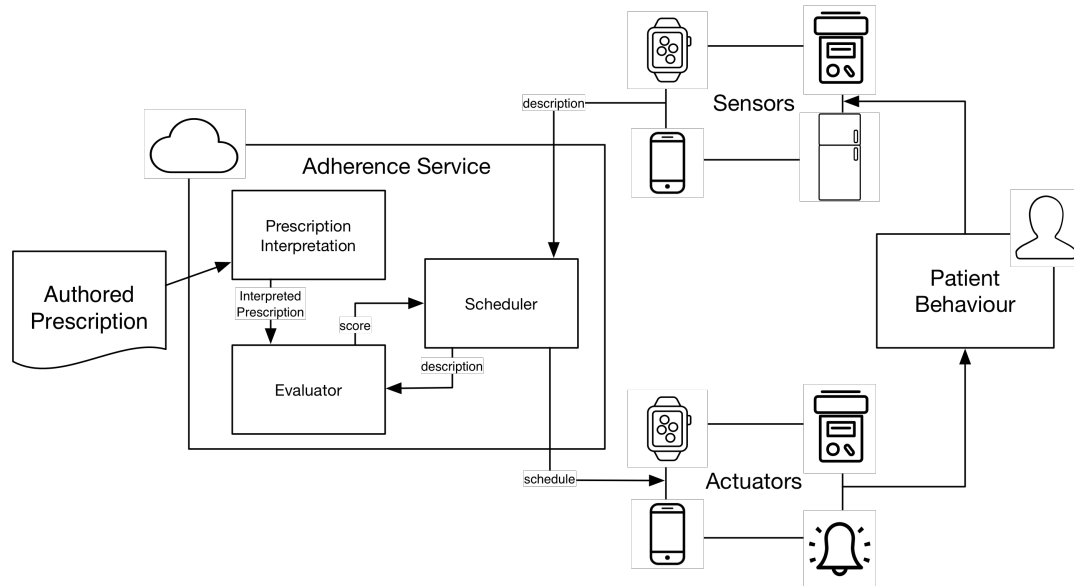 description
Sensors
Adherence Service
Prescription
Interpretation
Authored
Prescription
Interpreted
Prescription
score
Scheduler
description
Evaluator
Patient
Behaviour
schedule
Actuators